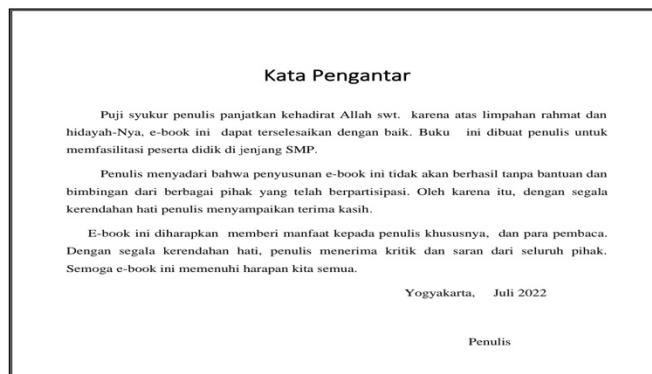 Kata Pengantar
Puji syukur penulis panjatkan kehadirat Allah swt. karena atas limpahan rahmat dan
hidayah-Nya, e-book ini dapat terselesaikan dengan baik. Buku ini dibuat penulis untuk
memfasilitasi peserta didik di jenjang SMP.
Penulis menyadari bahwa penyusunan e-book ini tidak akan berhasil tanpa bantuan dan
bimbingan dari berbagai pihak yang telah berpartisipasi. Oleh karena itu, dengan segala
kerendahan hati penulis menyampaikan terima kasih.
E-book ini diharapkan memberi manfaat kepada penulis khususnya, dan para pembaca.
Dengan segala kerendahan hati, penulis menerima kritik dan saran dari seluruh pihak.
Semoga e-book ini memenuhi harapan kita semua.
Yogyakarta, Juli 2022
Penulis